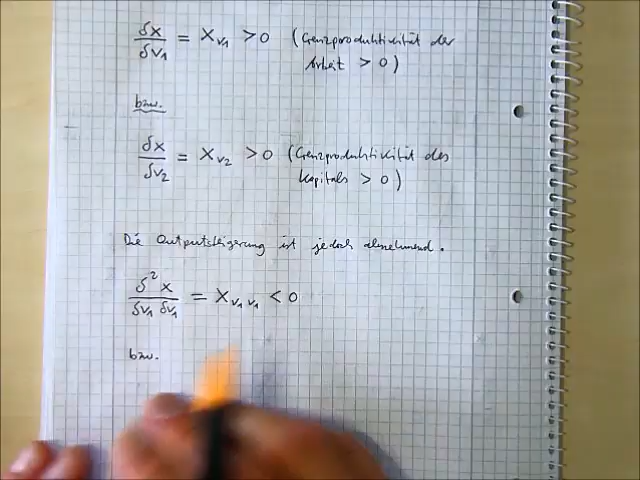 δx/δv₁ = X_v₁ > 0 (Grenzproduktivität der
Arbeit > 0)
bzw.
δx/δv₂ = X_v₂ > 0 (Grenzproduktivität des
Kapitals > 0)
Die Outputsteigerung ist jedoch abnehmend.
δ²x/δv₁ δv₁ = X_v₁v₁ < 0
bzw.